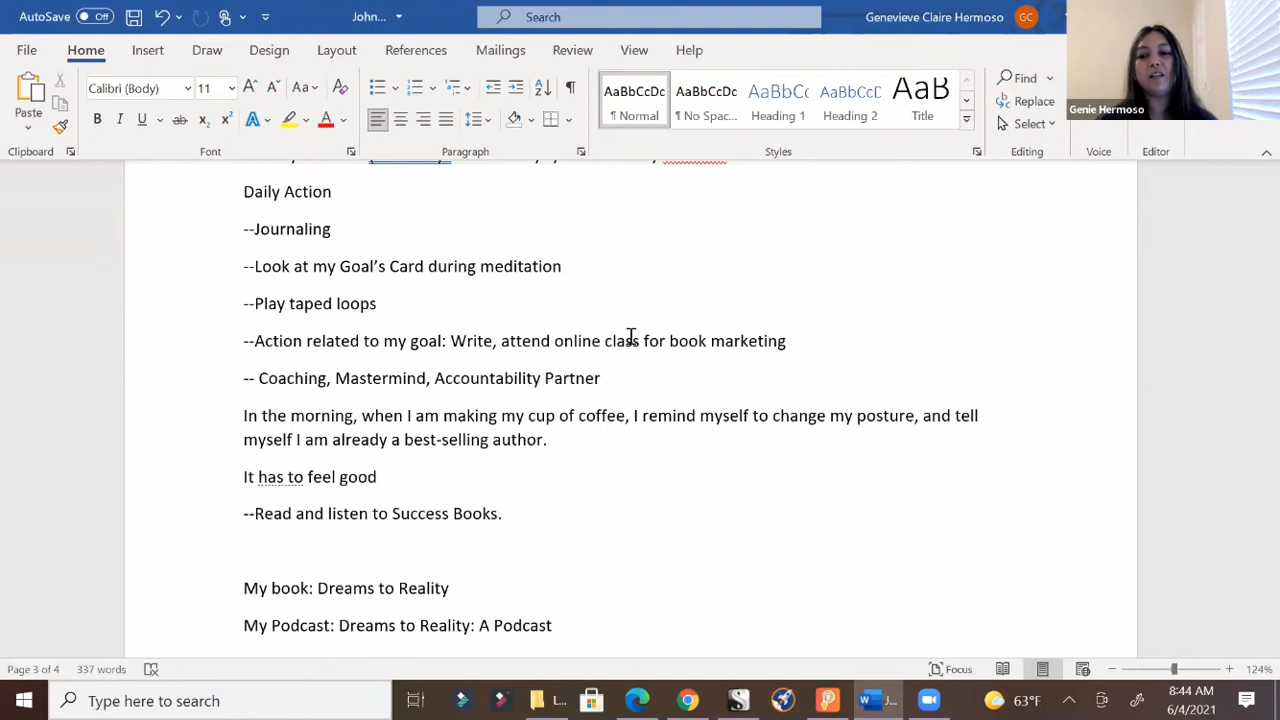 AutoSave Off John... Search Genevieve Claire Hermoso GC
File Home Insert Draw Design Layout References Mailings Review View Help
Paste Calibri (Body) 11 Aa AaBbCcDc AaBbCcDc AaBbCc AaBbCcD AaB Find
¶ Normal ¶ No Spac... Heading 1 Heading 2 Title Replace
Select
Clipboard Font Paragraph Styles Editing Voice Editor
Genie Hermoso
Daily Action
--Journaling
--Look at my Goal’s Card during meditation
--Play taped loops
--Action related to my goal: Write, attend online class for book marketing
-- Coaching, Mastermind, Accountability Partner
In the morning, when I am making my cup of coffee, I remind myself to change my posture, and tell
myself I am already a best-selling author.
It has to feel good
--Read and listen to Success Books.
My book: Dreams to Reality
My Podcast: Dreams to Reality: A Podcast
Page 3 of 4 337 words Focus 124%
Type here to search L... J... 63°F 8:44 AM
6/4/2021